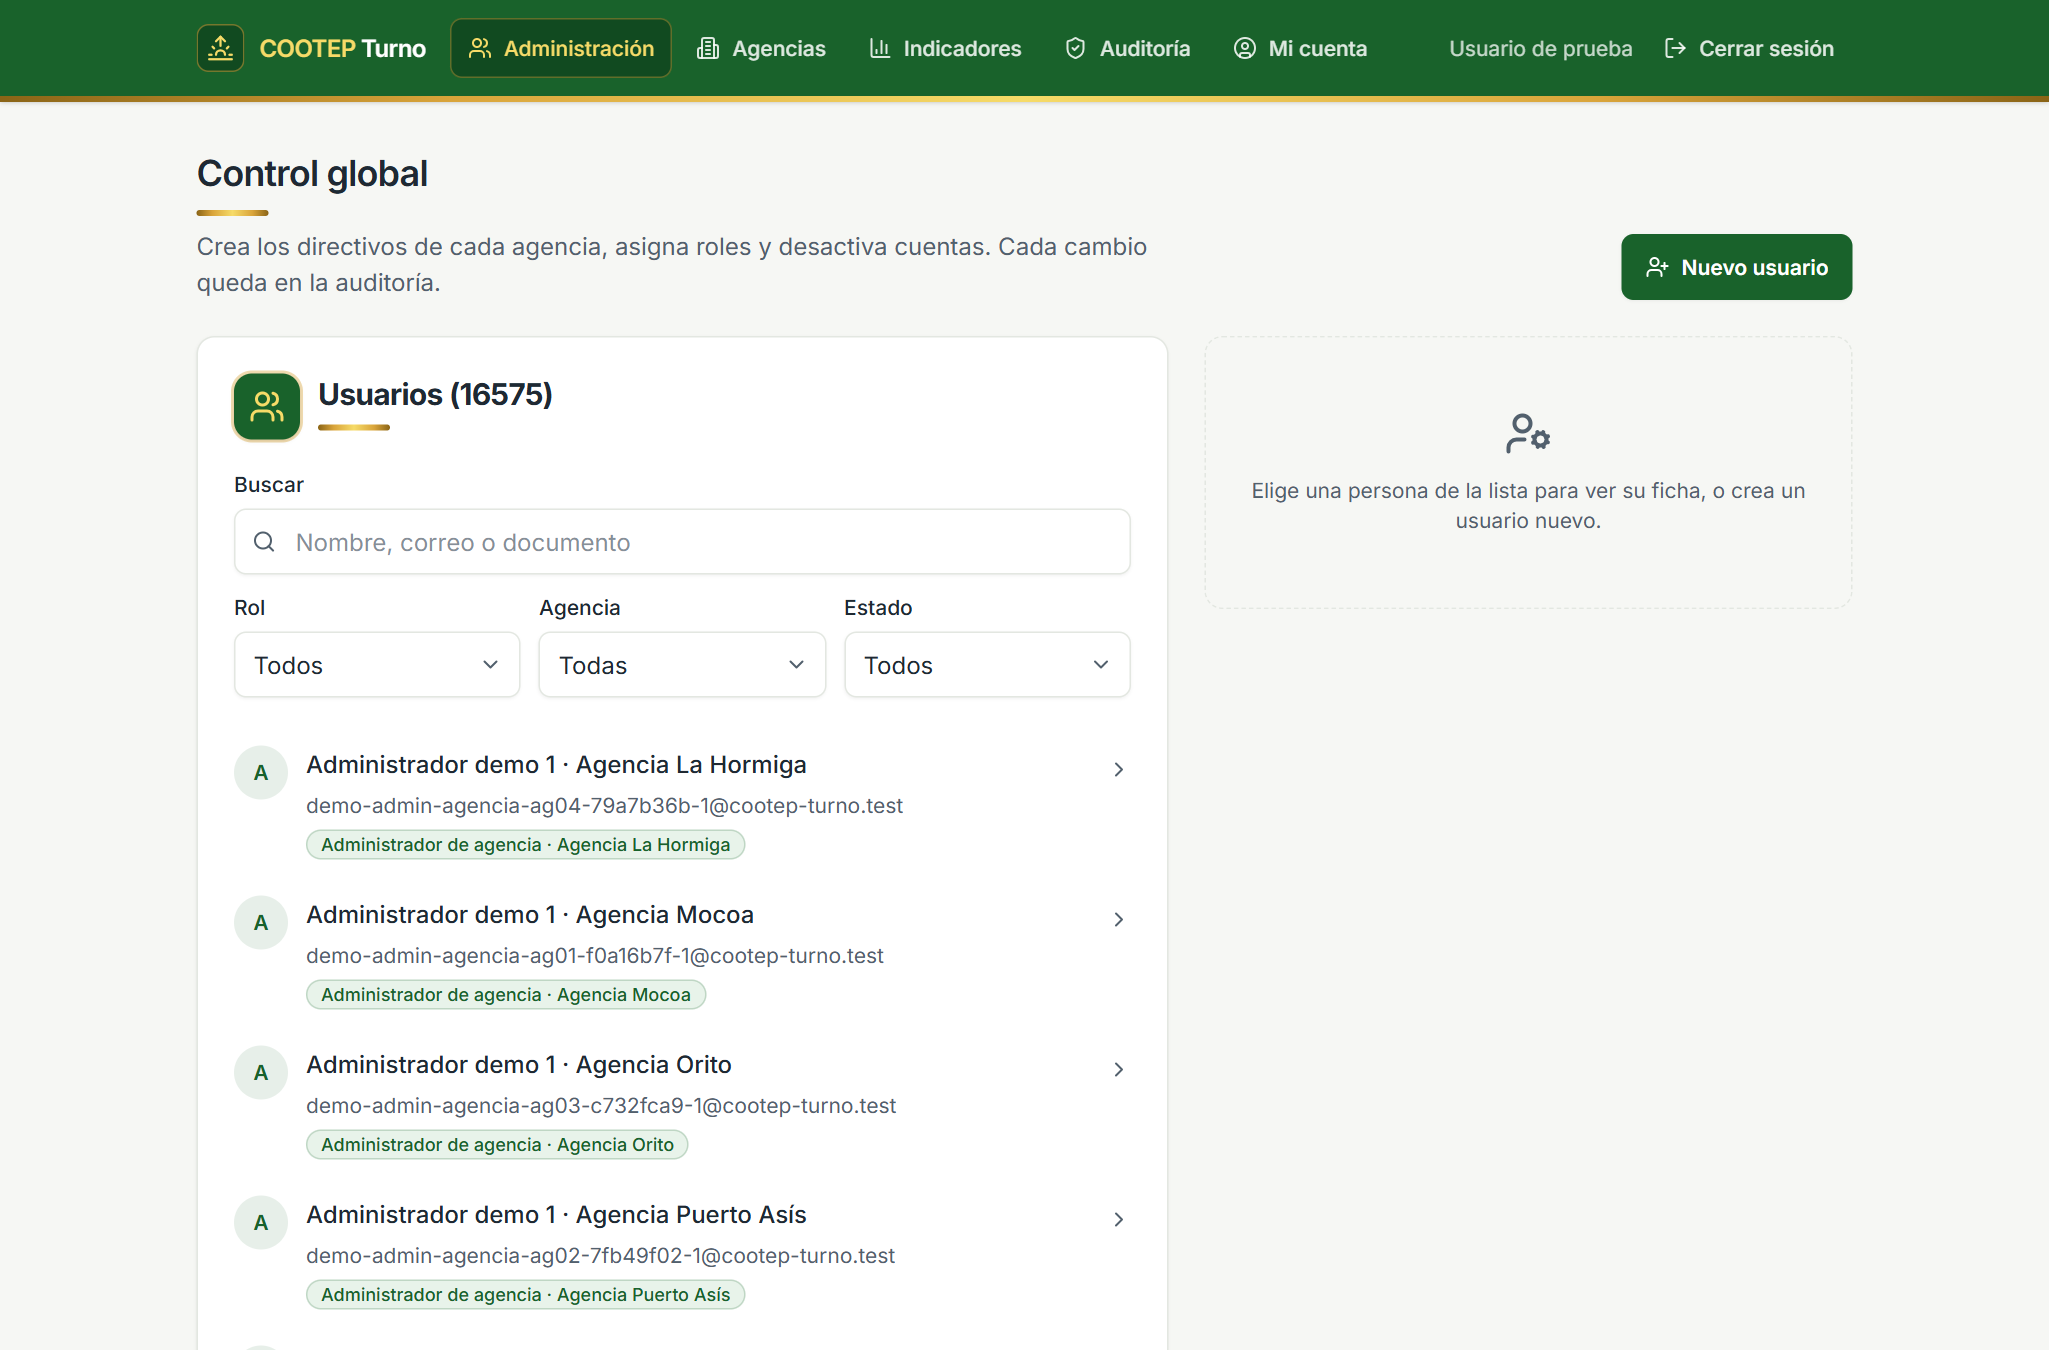 COOTEP Turno
Administración
Agencias
Indicadores
Auditoría
Mi cuenta
Usuario de prueba
Cerrar sesión
Control global
Crea los directivos de cada agencia, asigna roles y desactiva cuentas. Cada cambio
queda en la auditoría.
Nuevo usuario
Usuarios (16575)
Buscar
Nombre, correo o documento
Rol
Agencia
Estado
Todos
Todas
Todos
A
Administrador demo 1 · Agencia La Hormiga
demo-admin-agencia-ag04-79a7b36b-1@cootep-turno.test
Administrador de agencia · Agencia La Hormiga
A
Administrador demo 1 · Agencia Mocoa
demo-admin-agencia-ag01-f0a16b7f-1@cootep-turno.test
Administrador de agencia · Agencia Mocoa
A
Administrador demo 1 · Agencia Orito
demo-admin-agencia-ag03-c732fca9-1@cootep-turno.test
Administrador de agencia · Agencia Orito
A
Administrador demo 1 · Agencia Puerto Asís
demo-admin-agencia-ag02-7fb49f02-1@cootep-turno.test
Administrador de agencia · Agencia Puerto Asís
Elige una persona de la lista para ver su ficha, o crea un
usuario nuevo.